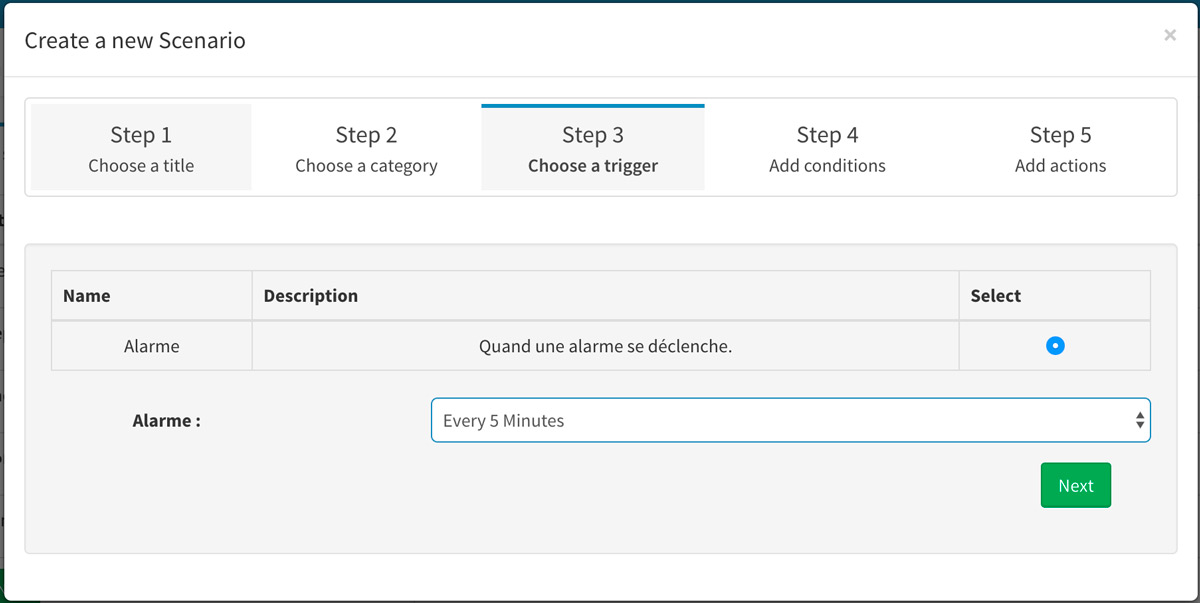 Create a new Scenario ×
Step 1 Step 2 Step 3 Step 4 Step 5
Choose a title Choose a category Choose a trigger Add conditions Add actions
Name Description Select
Alarme Quand une alarme se déclenche.
Alarme : Every 5 Minutes
Next